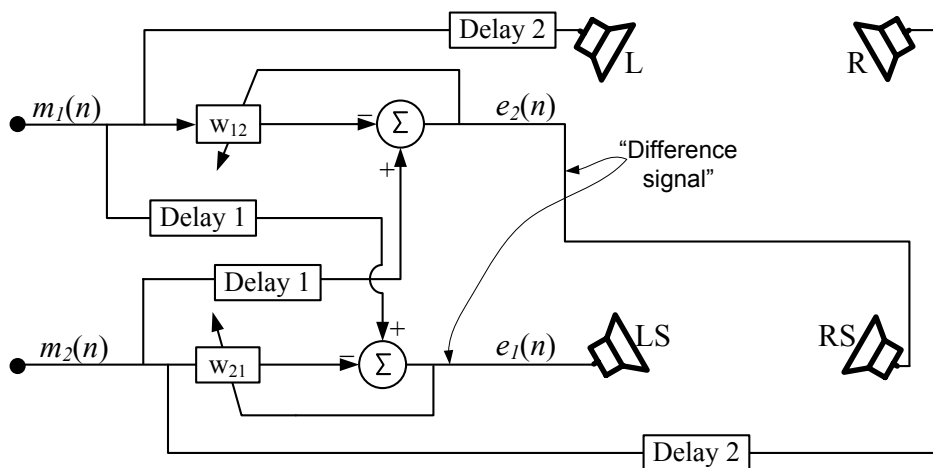 Delay 2
L
R
m₁(n)
w₁₂
–
Σ
e₂(n)
+
“Difference
signal”
Delay 1
Delay 1
+
m₂(n)
w₂₁
–
Σ
e₁(n)
LS
RS
Delay 2